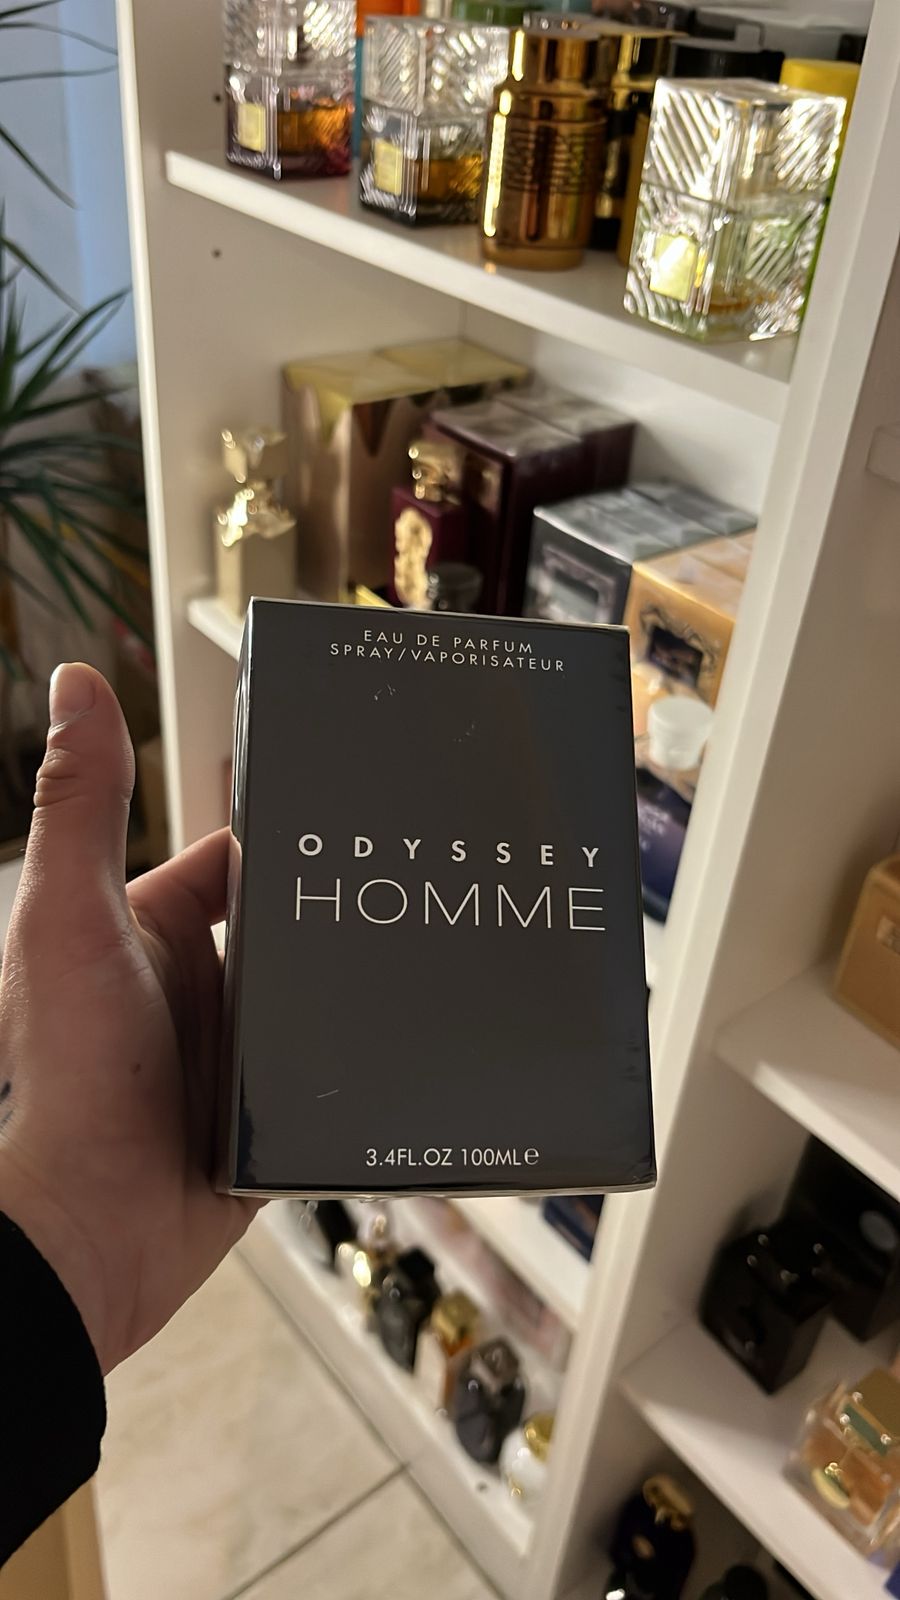 EAU DE PARFUM
SPRAY/VAPORISATEUR
ODYSSEY
HOMME
3.4FL.OZ 100ML℮